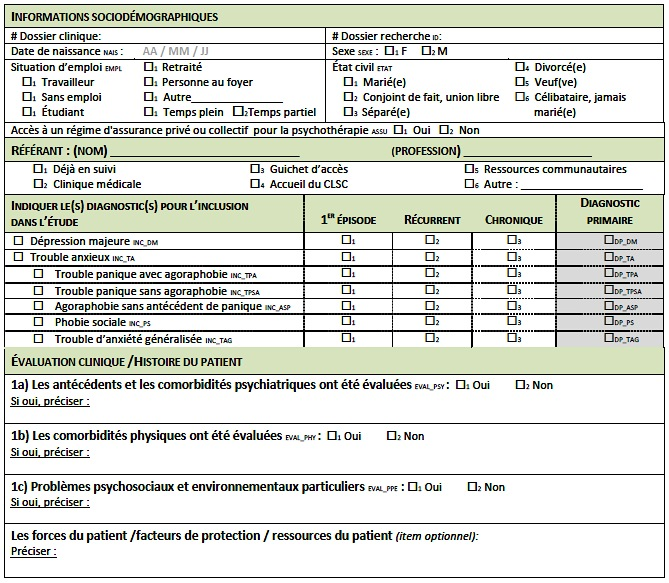 INFORMATIONS SOCIODÉMOGRAPHIQUES
# Dossier clinique: # Dossier recherche ID:
Date de naissance NAIS : AA / MM / JJ Sexe SEXE : ☐1 F ☐2 M
Situation d'emploi EMPL ☐1 Retraité État civil ETAT ☐4 Divorcé(e)
☐1 Travailleur ☐1 Personne au foyer ☐1 Marié(e) ☐5 Veuf(ve)
☐1 Sans emploi ☐1 Autre_______________ ☐2 Conjoint de fait, union libre ☐6 Célibataire, jamais
☐1 Étudiant ☐1 Temps plein ☐2Temps partiel ☐3 Séparé(e) marié(e)
Accès à un régime d'assurance privé ou collectif pour la psychothérapie ASSU ☐1 Oui ☐2 Non
RÉFÉRANT : (NOM) ___________________________ (PROFESSION) _____________________
☐1 Déjà en suivi ☐3 Guichet d'accès ☐5 Ressources communautaires
☐2 Clinique médicale ☐4 Accueil du CLSC ☐6 Autre : ____________________
INDIQUER LE(S) DIAGNOSTIC(S) POUR L'INCLUSION DANS L'ÉTUDE 1ER ÉPISODE RÉCURRENT CHRONIQUE DIAGNOSTIC PRIMAIRE
☐ Dépression majeure INC_DM ☐1 ☐2 ☐3 ☐DP_DM
☐ Trouble anxieux INC_TA ☐1 ☐2 ☐3 ☐DP_TA
☐ Trouble panique avec agoraphobie INC_TPA ☐1 ☐2 ☐3 ☐DP_TPA
☐ Trouble panique sans agoraphobie INC_TPSA ☐1 ☐2 ☐3 ☐DP_TPSA
☐ Agoraphobie sans antécédent de panique INC_ASP ☐1 ☐2 ☐3 ☐DP_ASP
☐ Phobie sociale INC_PS ☐1 ☐2 ☐3 ☐DP_PS
☐ Trouble d'anxiété généralisée INC_TAG ☐1 ☐2 ☐3 ☐DP_TAG
ÉVALUATION CLINIQUE /HISTOIRE DU PATIENT
1a) Les antécédents et les comorbidités psychiatriques ont été évaluées EVAL_PSY : ☐1 Oui ☐2 Non
Si oui, préciser :
1b) Les comorbidités physiques ont été évaluées EVAL_PHY : ☐1 Oui ☐2 Non
Si oui, préciser :
1c) Problèmes psychosociaux et environnementaux particuliers EVAL_PPE : ☐1 Oui ☐2 Non
Si oui, préciser :
Les forces du patient /facteurs de protection / ressources du patient (item optionnel):
Préciser :